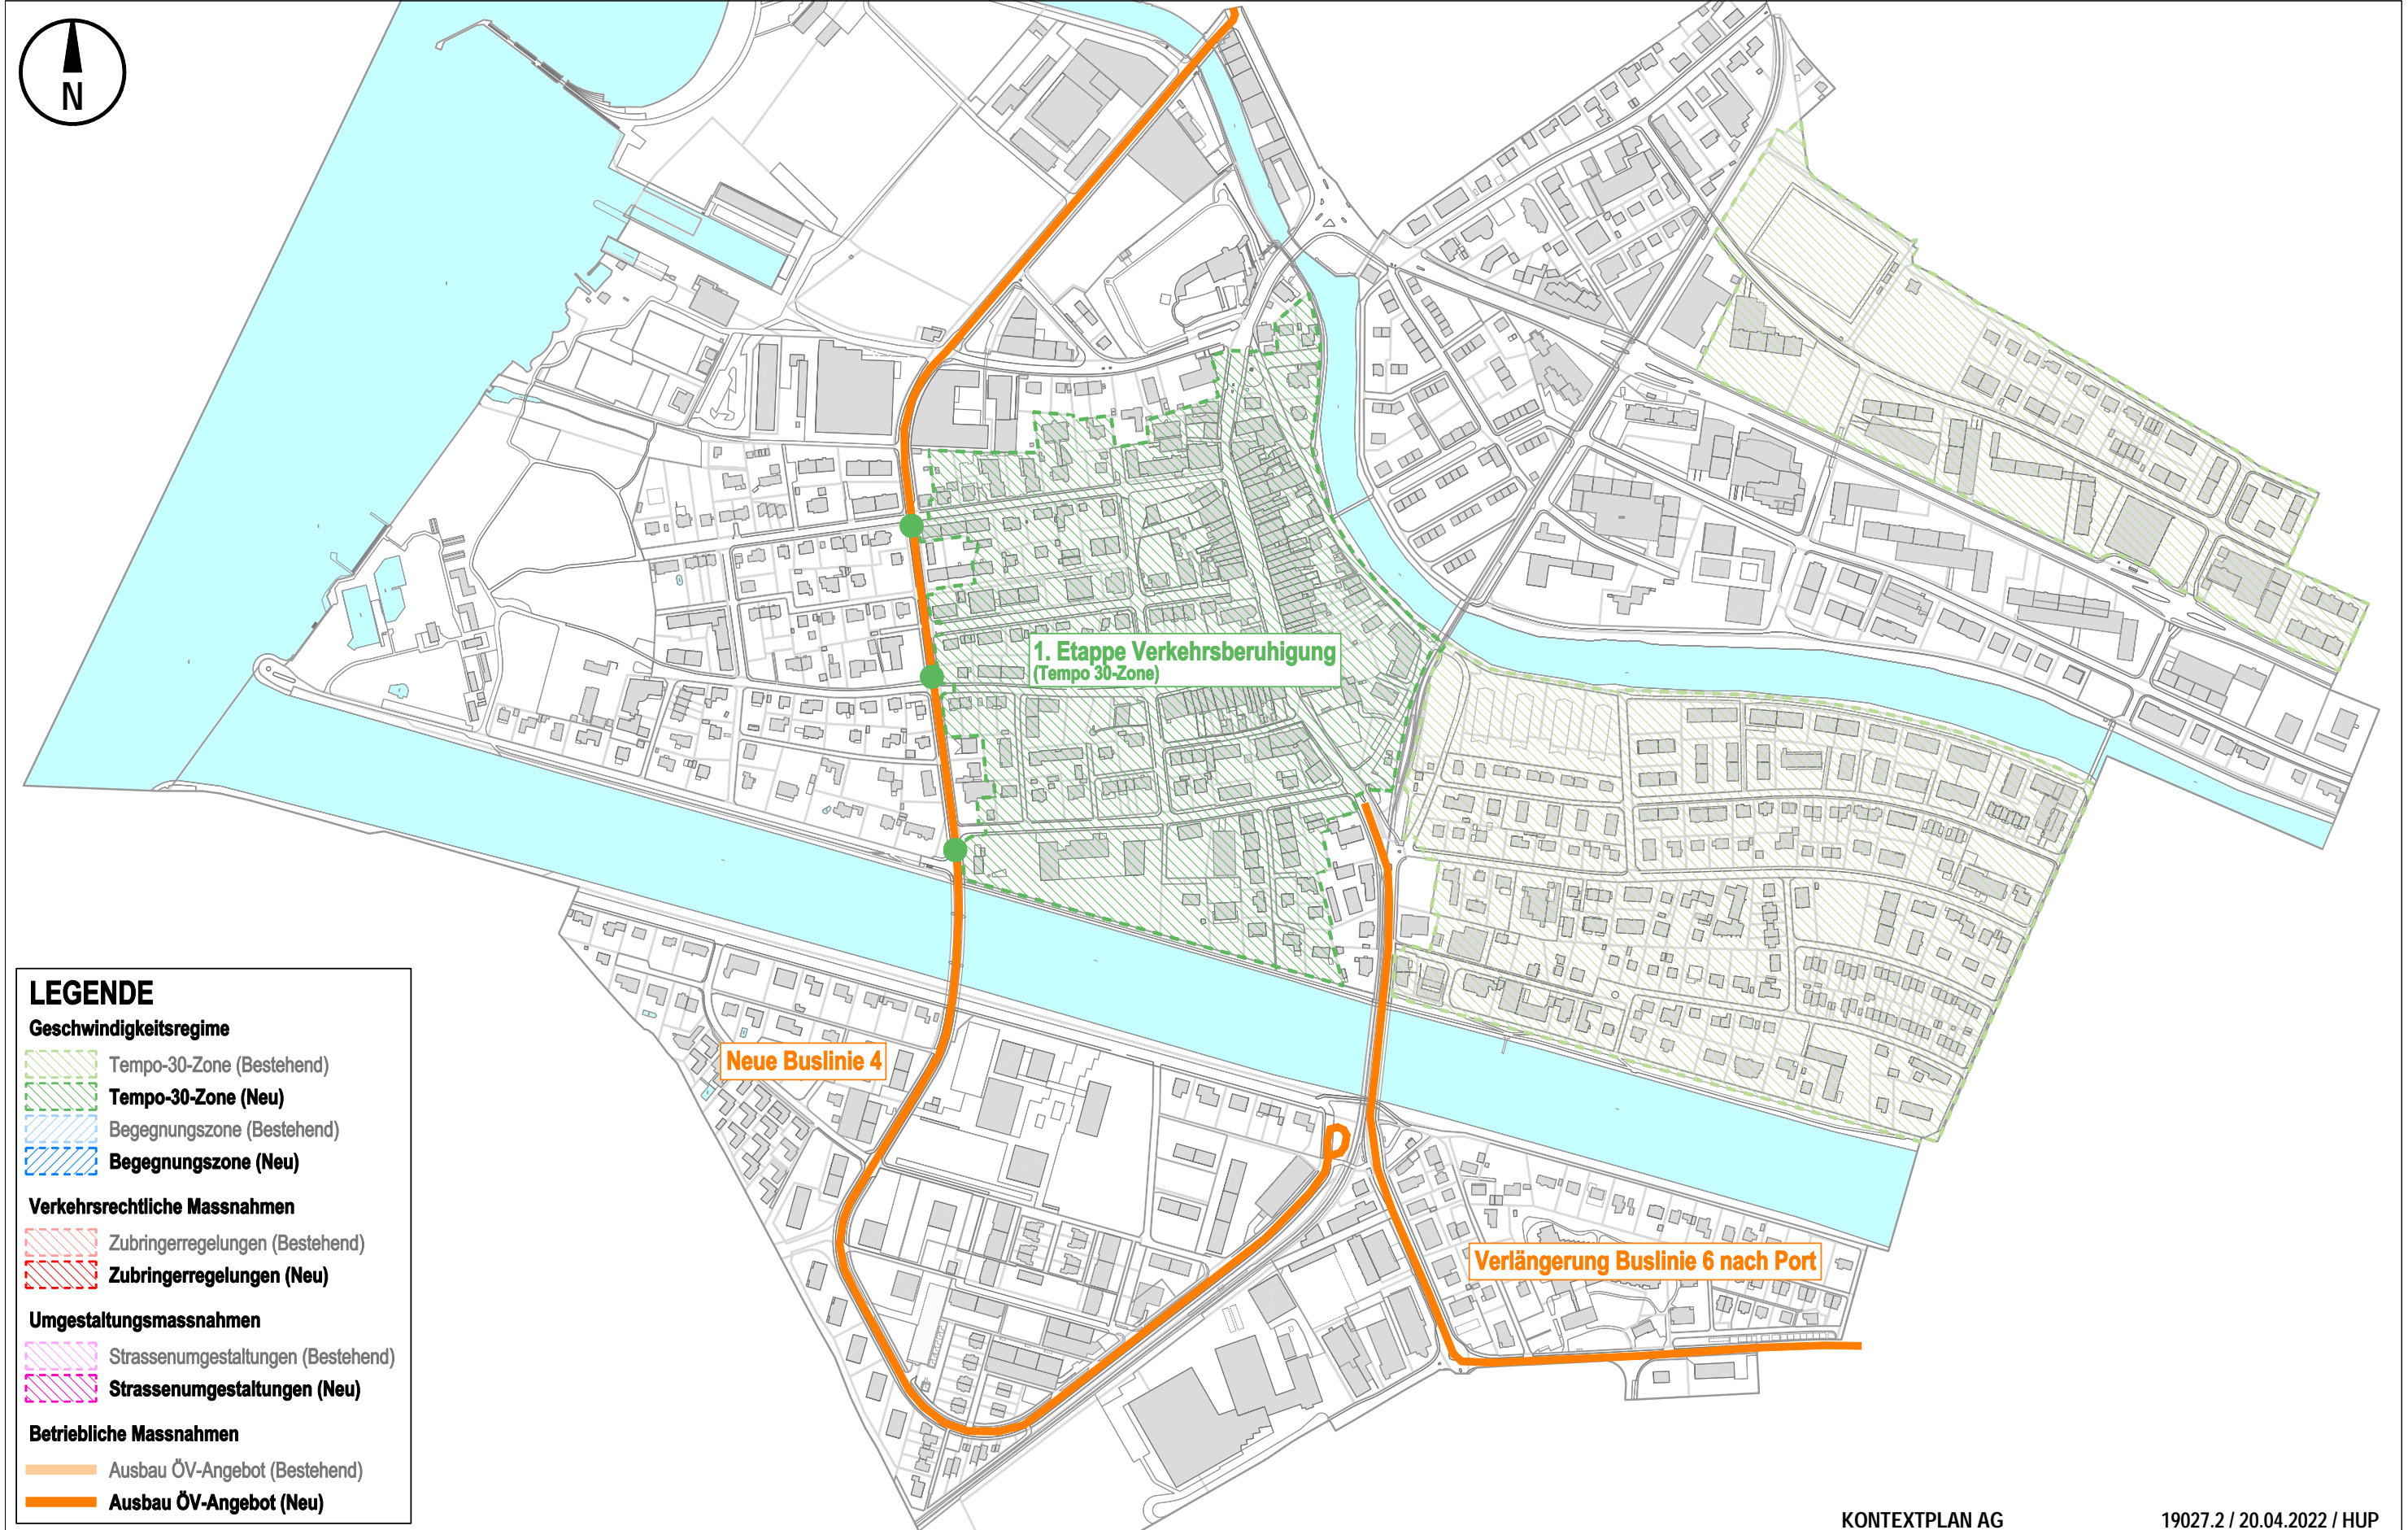 N
1. Etappe Verkehrsberuhigung
(Tempo 30-Zone)
Neue Buslinie 4
Verlängerung Buslinie 6 nach Port
LEGENDE
Geschwindigkeitsregime
Tempo-30-Zone (Bestehend)
Tempo-30-Zone (Neu)
Begegnungszone (Bestehend)
Begegnungszone (Neu)
Verkehrsrechtliche Massnahmen
Zubringerregelungen (Bestehend)
Zubringerregelungen (Neu)
Umgestaltungsmassnahmen
Strassenumgestaltungen (Bestehend)
Strassenumgestaltungen (Neu)
Betriebliche Massnahmen
Ausbau ÖV-Angebot (Bestehend)
Ausbau ÖV-Angebot (Neu)
KONTEXTPLAN AG
19027.2 / 20.04.2022 / HUP